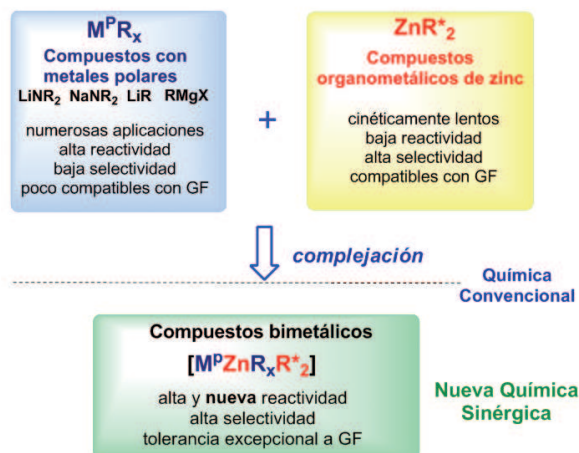 MᴾRₓ
Compuestos con
metales polares
LiNR₂ NaNR₂ LiR RMgX
numerosas aplicaciones
alta reactividad
baja selectividad
poco compatibles con GF
+
ZnR*₂
Compuestos
organometálicos de zinc
cinéticamente lentos
baja reactividad
alta selectividad
compatibles con GF
complejación
Química
Convencional
Compuestos bimetálicos
[MᵖZnRₓR*₂]
alta y nueva reactividad
alta selectividad
tolerancia excepcional a GF
Nueva Química
Sinérgica